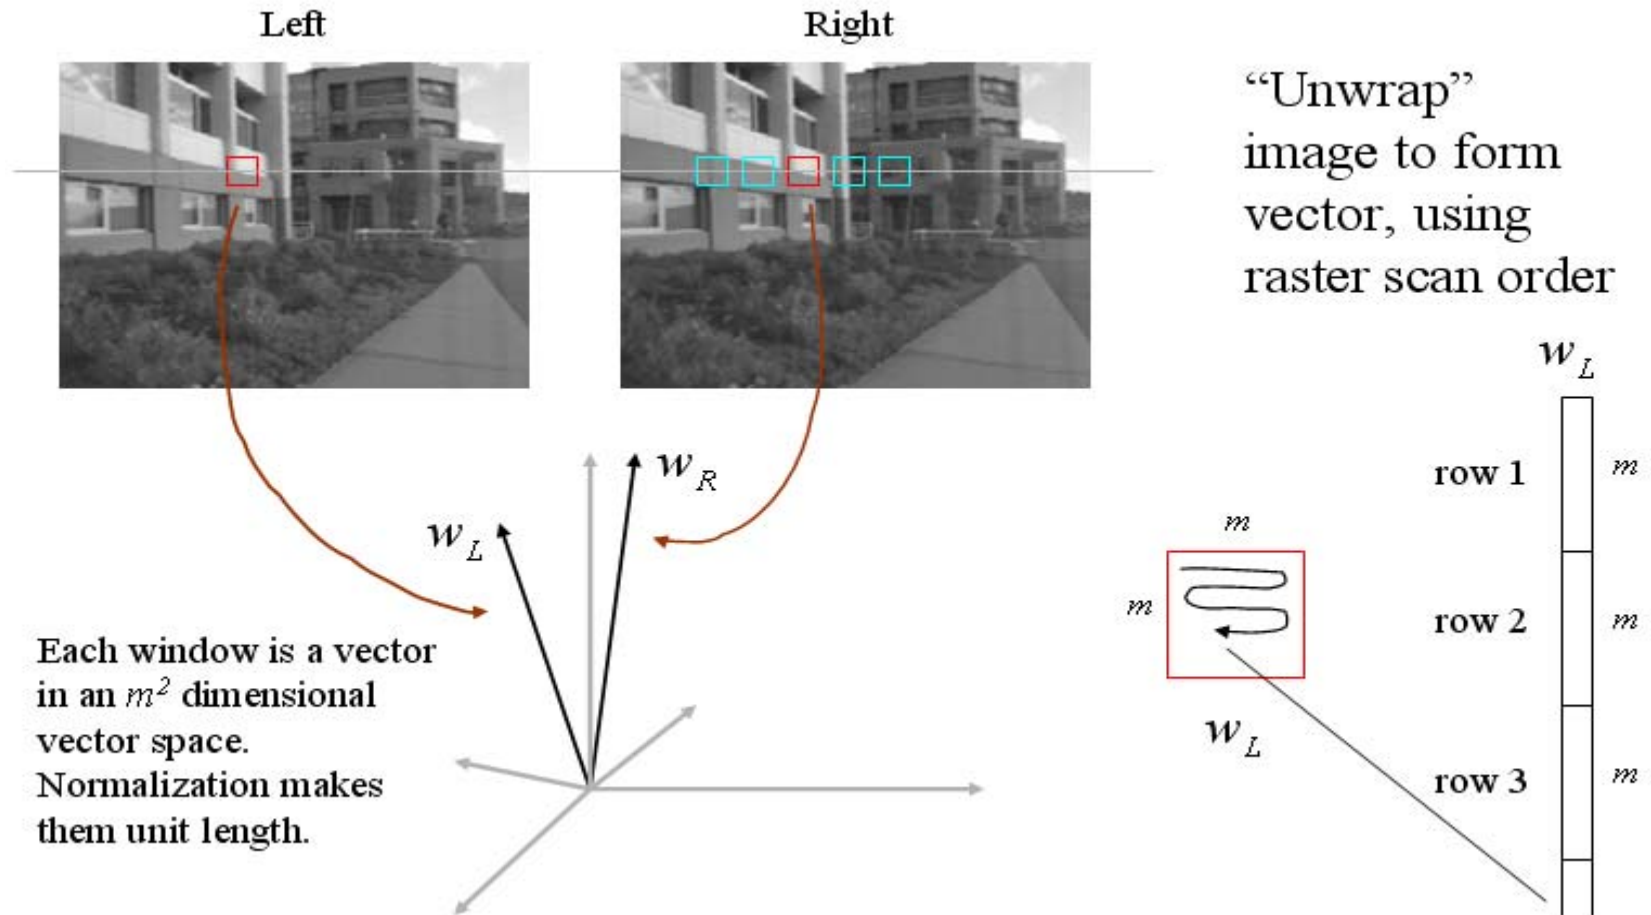 Left
Right
“Unwrap”
image to form
vector, using
raster scan order
w_L
row 1
m
row 2
m
row 3
m
m
m
w_L
w_R
w_L
Each window is a vector
in an m² dimensional
vector space.
Normalization makes
them unit length.